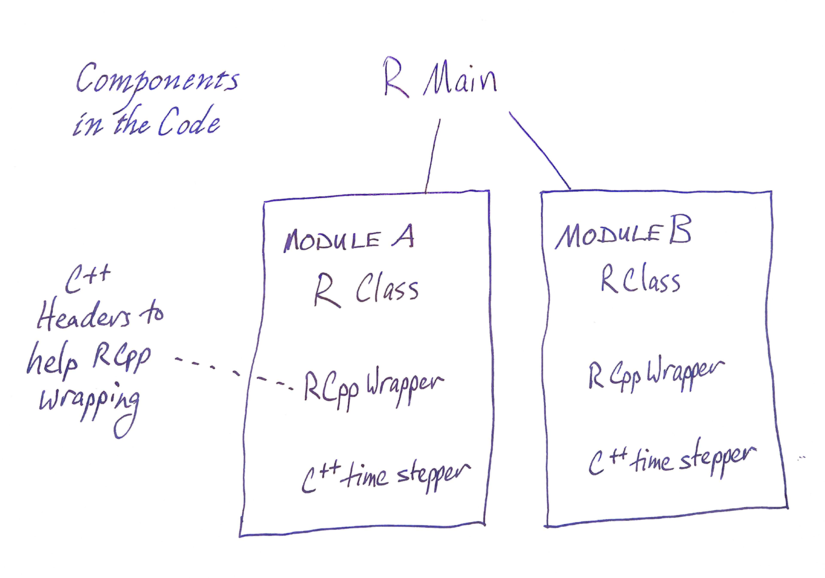 Components
in the Code
R Main
MODULE A
R Class
RCpp Wrapper
C++ time stepper
MODULE B
R Class
RCpp Wrapper
C++ time stepper
C++
Headers to
help RCpp
wrapping